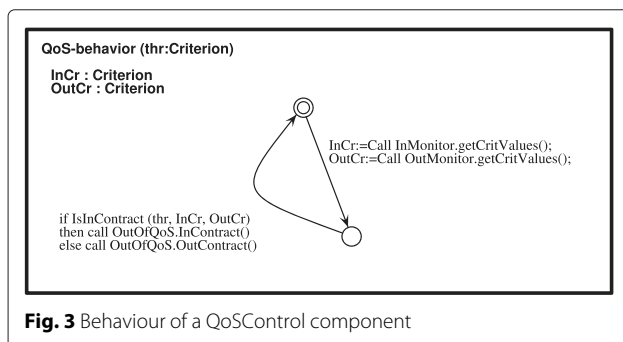 QoS-behavior (thr:Criterion)
InCr : Criterion
OutCr : Criterion
InCr:=Call InMonitor.getCritValues();
OutCr:=Call OutMonitor.getCritValues();
if IsInContract (thr, InCr, OutCr)
then call OutOfQoS.InContract()
else call OutOfQoS.OutContract()
Fig. 3 Behaviour of a QoSControl component